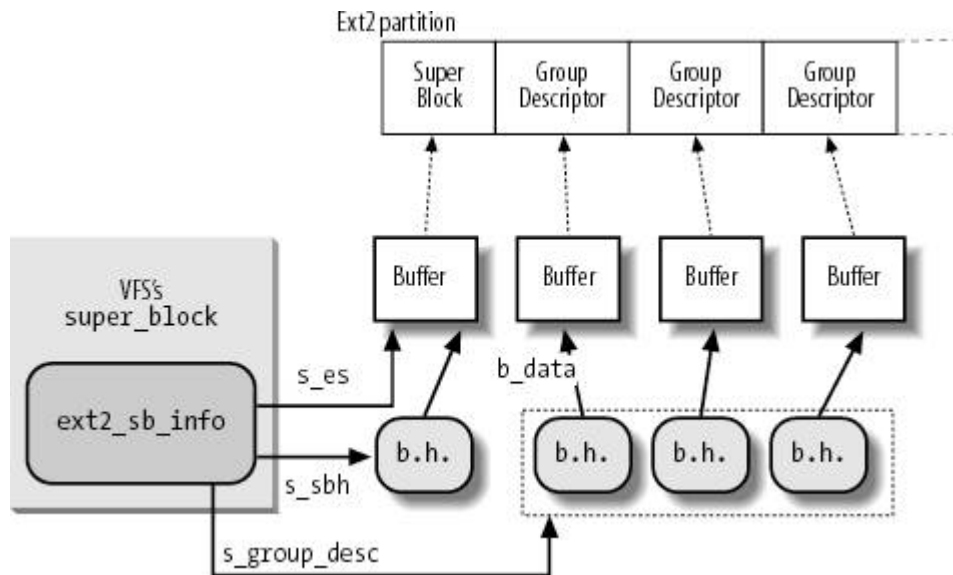 Ext2 partition
Super
Block
Group
Descriptor
Group
Descriptor
Group
Descriptor
Buffer
Buffer
Buffer
Buffer
VFS's
super_block
s_es
b_data
ext2_sb_info
b.h.
b.h.
b.h.
b.h.
s_sbh
s_group_desc